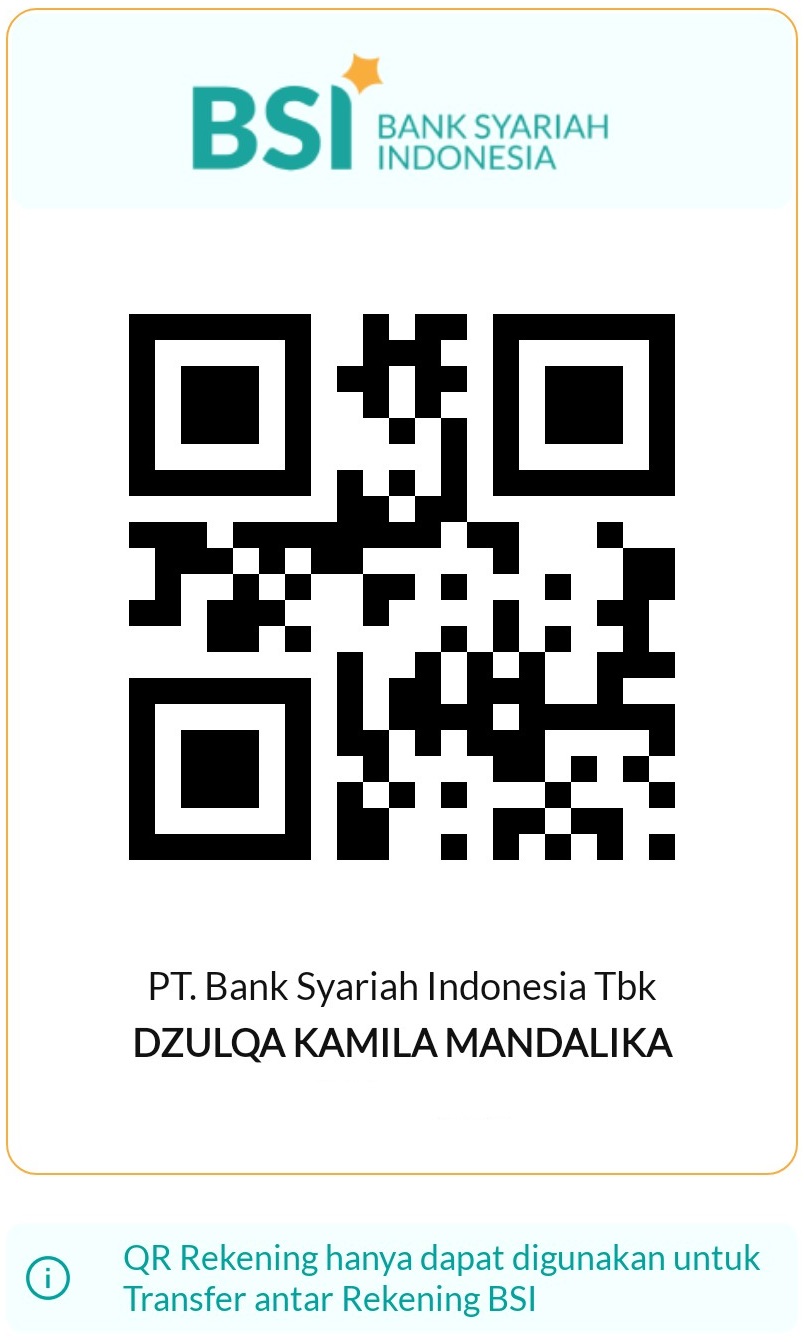 BSI BANK SYARIAH
INDONESIA
PT. Bank Syariah Indonesia Tbk
DZULQA KAMILA MANDALIKA
QR Rekening hanya dapat digunakan untuk
Transfer antar Rekening BSI